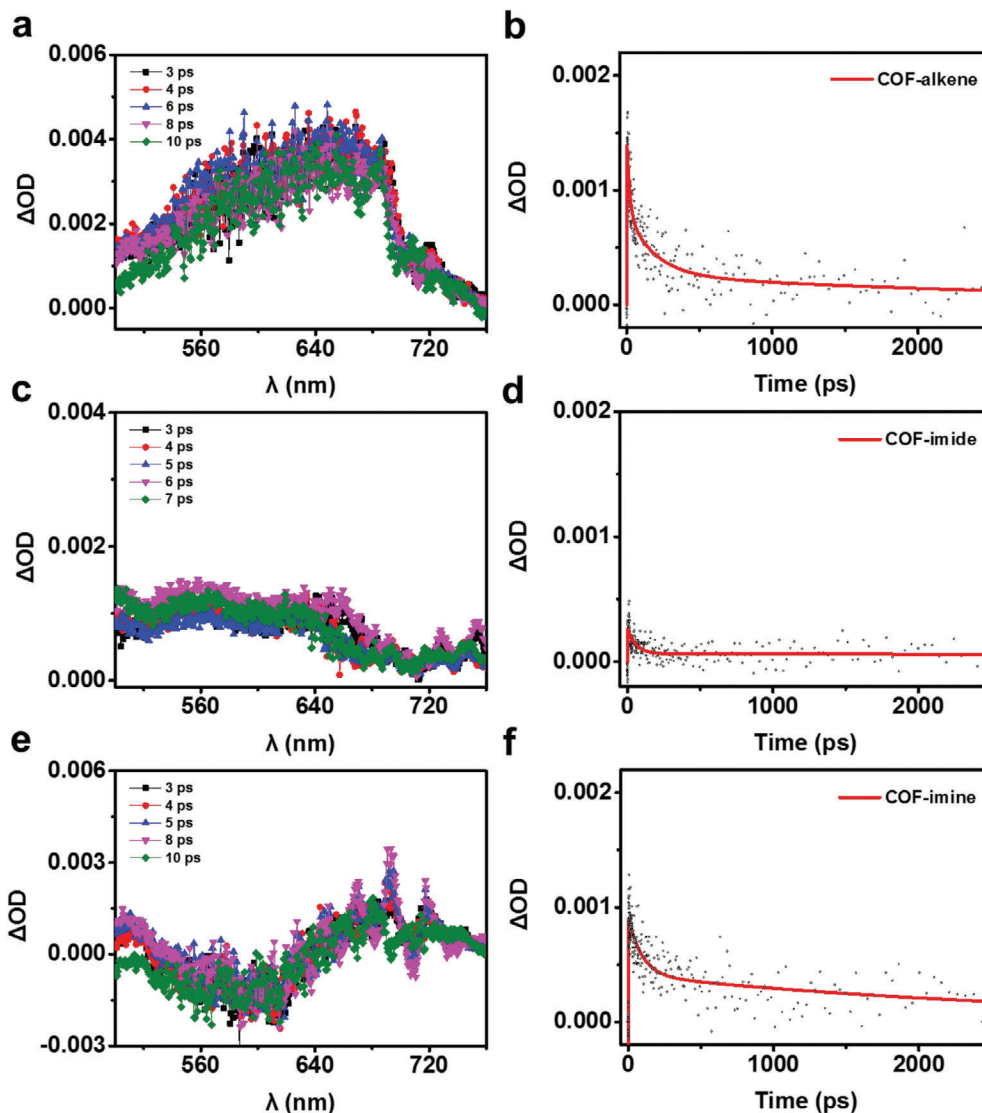 a
0.006
0.004
0.002
0.000
ΔOD
3 ps
4 ps
6 ps
8 ps
10 ps
560
640
720
λ (nm)
b
0.002
0.001
0.000
ΔOD
COF-alkene
0
1000
2000
Time (ps)
c
0.004
0.002
0.000
ΔOD
3 ps
4 ps
5 ps
6 ps
7 ps
560
640
720
λ (nm)
d
0.002
0.001
0.000
ΔOD
COF-imide
0
1000
2000
Time (ps)
e
0.006
0.003
0.000
-0.003
ΔOD
3 ps
4 ps
5 ps
8 ps
10 ps
560
640
720
λ (nm)
f
0.002
0.001
0.000
ΔOD
COF-imine
0
1000
2000
Time (ps)